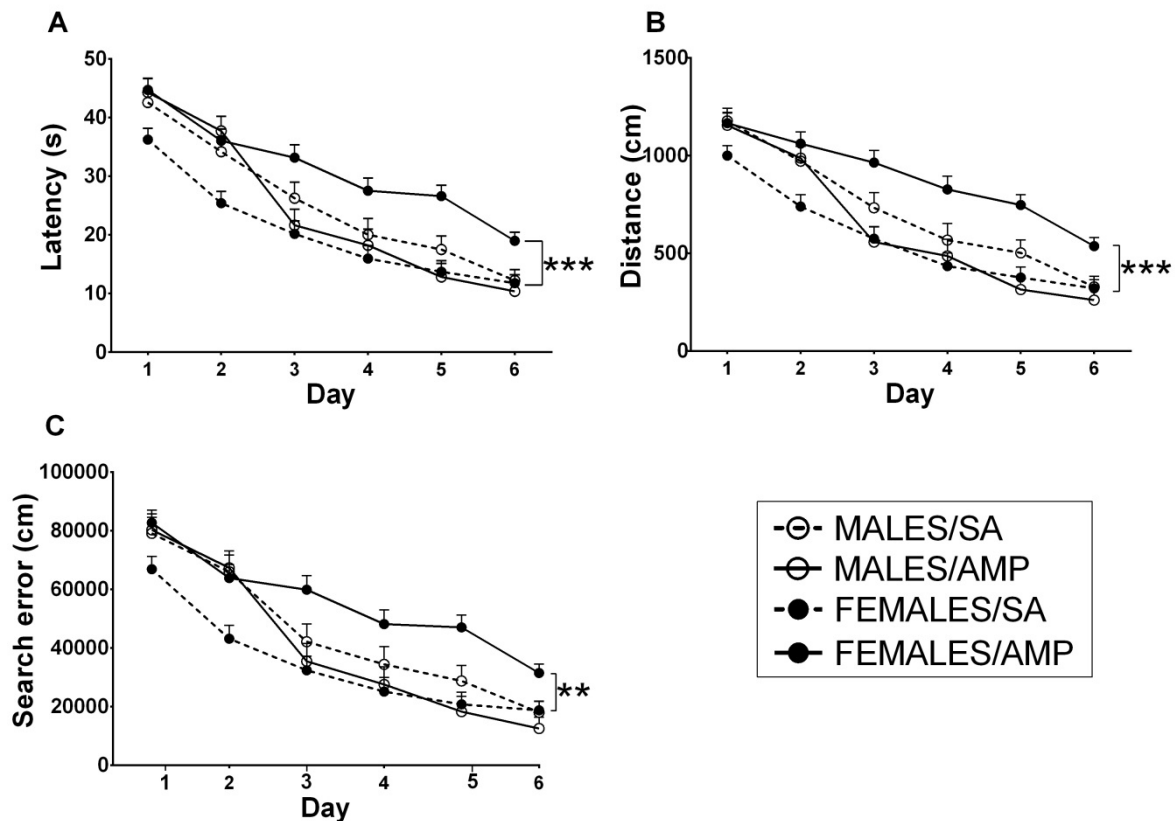 A
Latency (s)
50
40
30
20
10
0
1 2 3 4 5 6
Day
***
B
Distance (cm)
1500
1000
500
0
1 2 3 4 5 6
Day
***
C
Search error (cm)
100000
80000
60000
40000
20000
0
1 2 3 4 5 6
Day
**
MALES/SA
MALES/AMP
FEMALES/SA
FEMALES/AMP